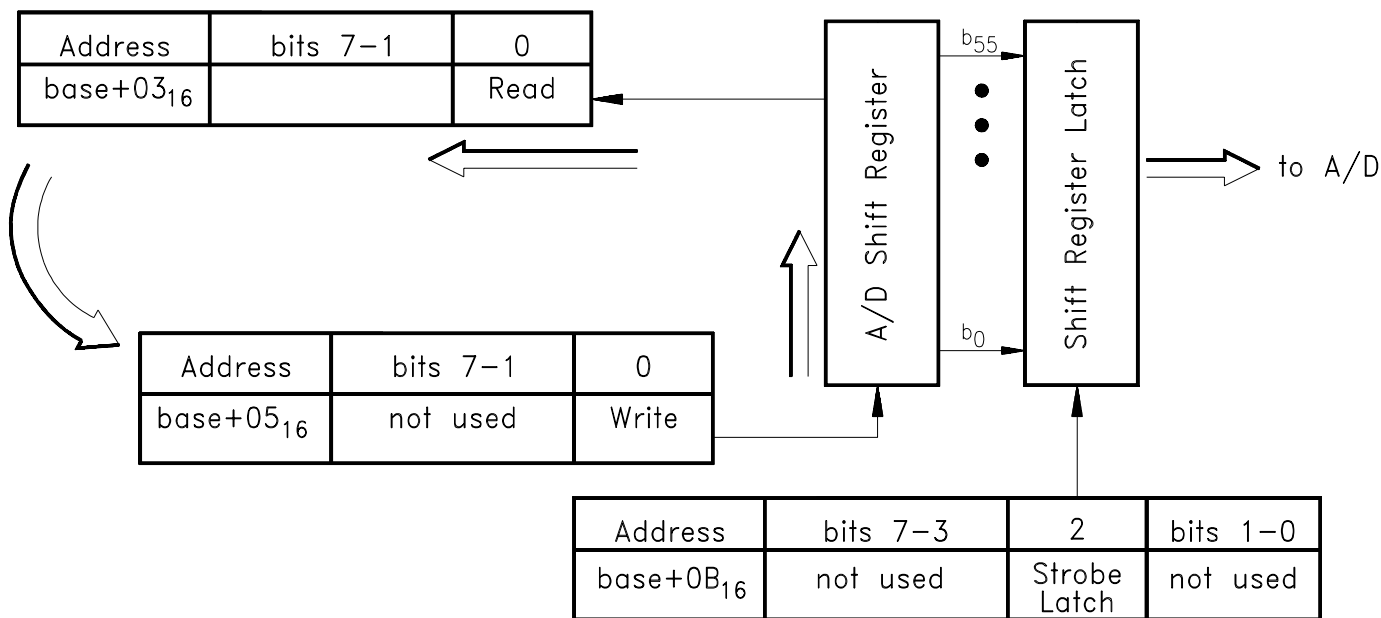 Address bits 7-1 0
base+03₁₆ Read
b₅₅
A/D Shift Register
Shift Register Latch
to A/D
b₀
Address bits 7-1 0
base+05₁₆ not used Write
Address bits 7-3 2 bits 1-0
base+0B₁₆ not used Strobe Latch not used